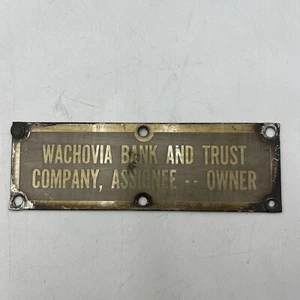 WACHOVIA BANK AND TRUST
COMPANY, ASSIGNEE -- OWNER